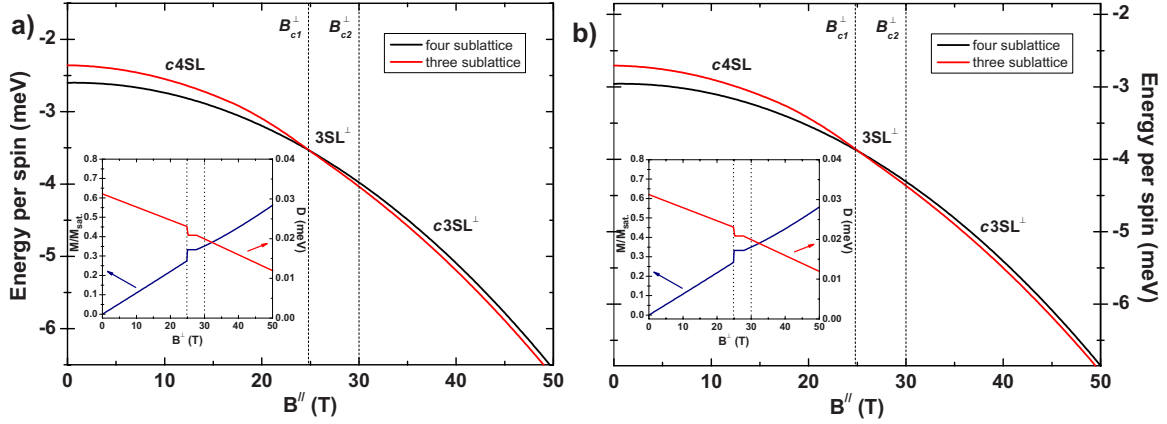 a)
B⊥c1
B⊥c2
four sublattice
three sublattice
c4SL
3SL⊥
c3SL⊥
Energy per spin (meV)
-2
-3
-4
-5
-6
0 10 20 30 40 50
B// (T)
M/Msat.
0.8
0.7
0.6
0.5
0.4
0.3
0.2
0.1
0.0
0.04
0.03
0.02
0.01
0.00
D (meV)
0 10 20 30 40 50
B⊥ (T)
b)
B⊥c1
B⊥c2
four sublattice
three sublattice
c4SL
3SL⊥
c3SL⊥
-2
-3
-4
-5
-6
Energy per spin (meV)
0 10 20 30 40 50
B// (T)
M/Msat.
0.8
0.7
0.6
0.5
0.4
0.3
0.2
0.1
0.0
0.04
0.03
0.02
0.01
0.00
D (meV)
0 10 20 30 40 50
B⊥ (T)